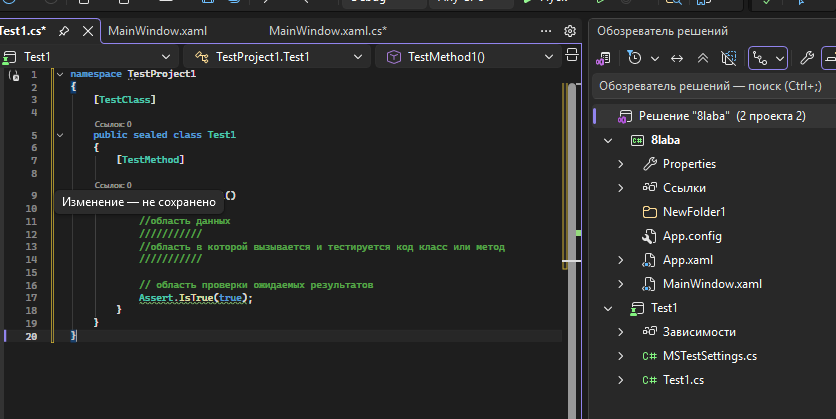 Test1.cs*
MainWindow.xaml
MainWindow.xaml.cs*
Test1
TestProject1.Test1
TestMethod1()
1 namespace TestProject1
2 {
3 [TestClass]
4
Ссылок: 0
5 public sealed class Test1
6 {
7 [TestMethod]
8
Ссылок: 0
9 ()
Изменение — не сохранено
10
11 //область данных
12 ///////////
13 //область в которой вызывается и тестируется код класс или метод
14 ///////////
15
16 // область проверки ожидаемых результатов
17 Assert.IsTrue(true);
18 }
19 }
20 }
Обозреватель решений
Обозреватель решений — поиск (Ctrl+;)
Решение "8laba" (2 проекта 2)
8laba
Properties
Ссылки
NewFolder1
App.config
App.xaml
MainWindow.xaml
Test1
Зависимости
C# MSTestSettings.cs
C# Test1.cs